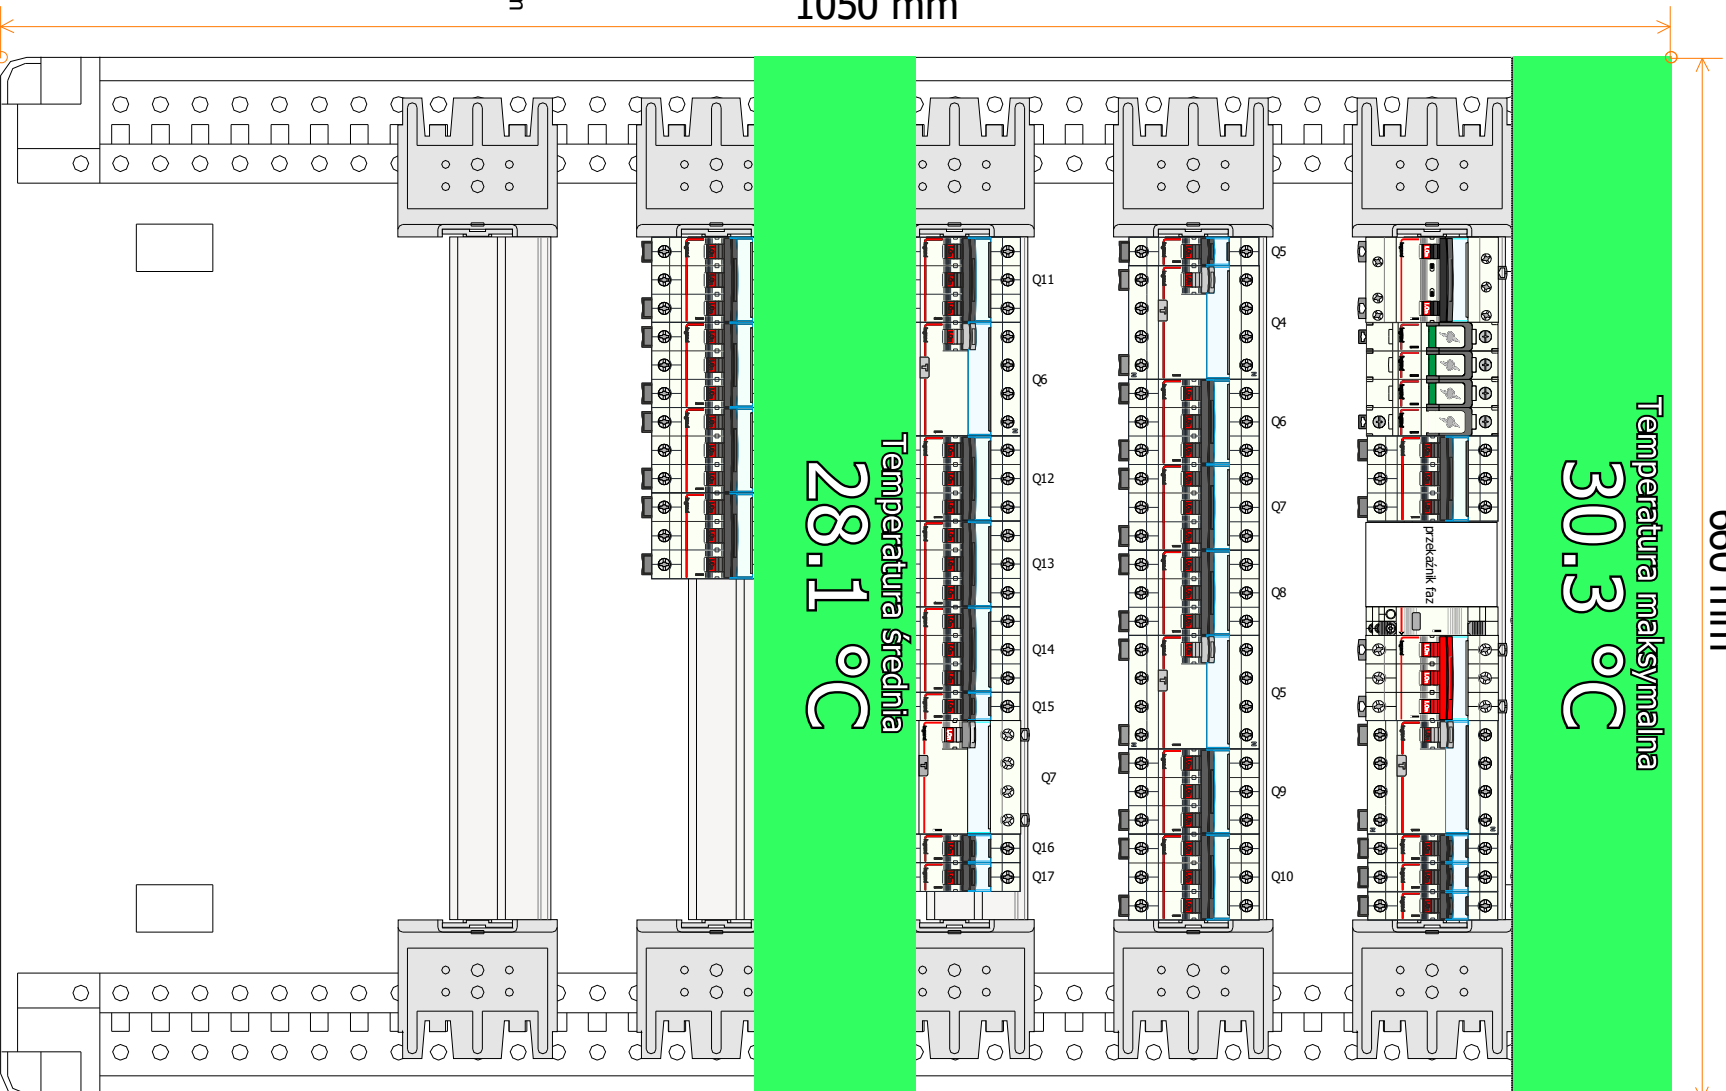 1050 mm
Q11
Q6
Q12
Q13
Q14
Q15
Q7
Q16
Q17
Q5
Q4
Q6
Q7
Q8
Q5
Q9
Q10
przekaźnik faz
Temperatura średnia
28.1 °C
Temperatura maksymalna
30.3 °C